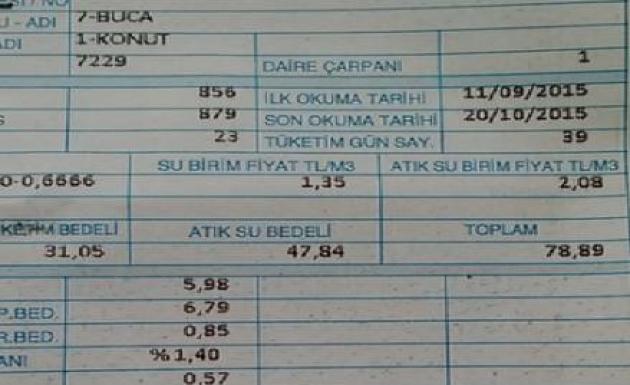 U - ADI 7-BUCA
ADI 1-KONUT
7229 DAİRE ÇARPANI 1
856 İLK OKUMA TARİHİ 11/09/2015
S 879 SON OKUMA TARİHİ 20/10/2015
23 TÜKETİM GÜN SAY. 39
SU BİRİM FİYAT TL/M3 ATIK SU BİRİM FİYAT TL/M3
0-0,6666 1,35 2,08
KETİM BEDELİ ATIK SU BEDELİ TOPLAM
31,05 47,84 78,89
5,98
P.BED. 6,79
R.BED. 0,85
ANI %1,40
0,57